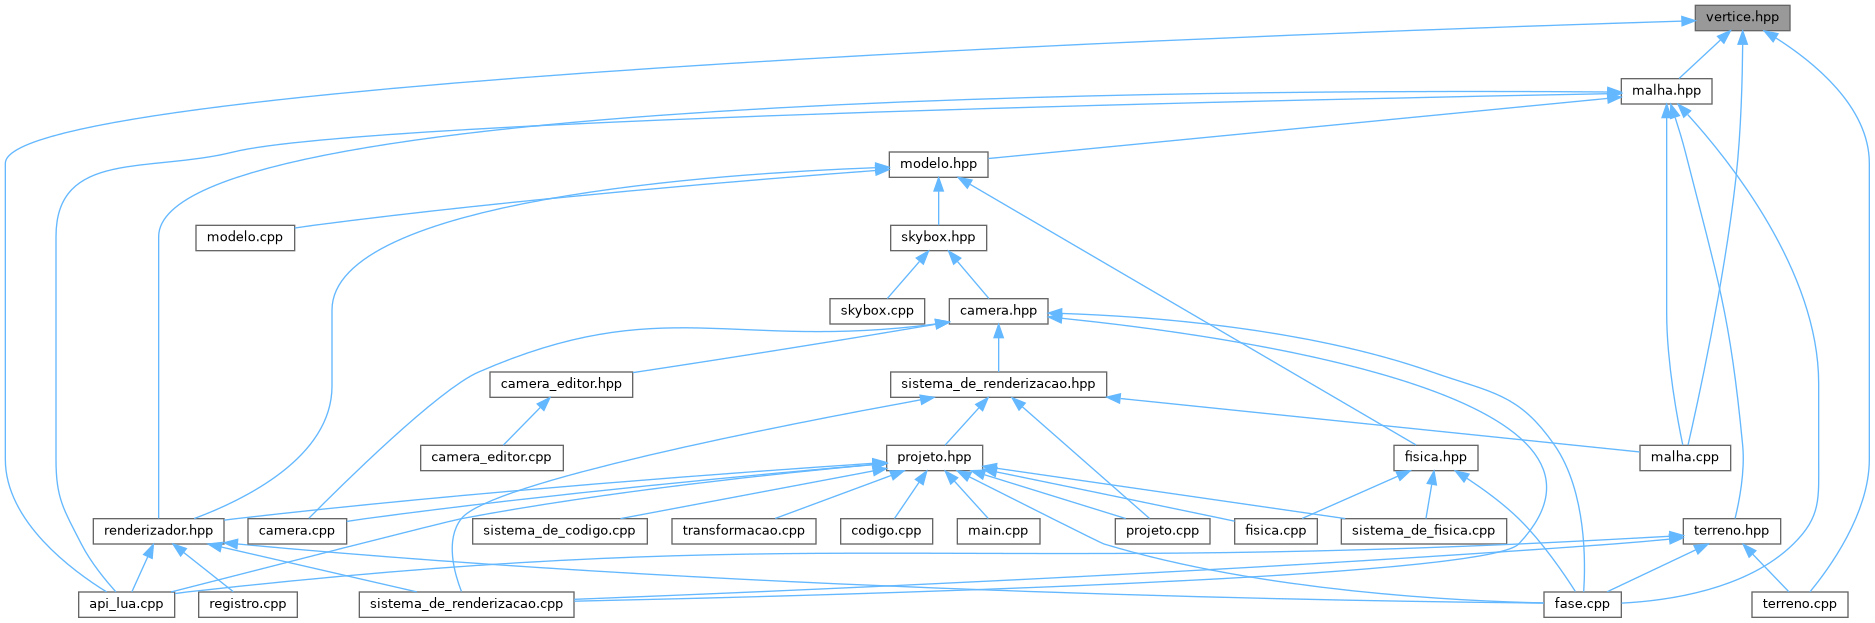 vertice.hpp
malha.hpp
modelo.hpp
modelo.cpp
skybox.hpp
skybox.cpp
camera.hpp
camera_editor.hpp
sistema_de_renderizacao.hpp
camera_editor.cpp
projeto.hpp
fisica.hpp
malha.cpp
renderizador.hpp
camera.cpp
sistema_de_codigo.cpp
transformacao.cpp
codigo.cpp
main.cpp
projeto.cpp
fisica.cpp
sistema_de_fisica.cpp
terreno.hpp
api_lua.cpp
registro.cpp
sistema_de_renderizacao.cpp
fase.cpp
terreno.cpp